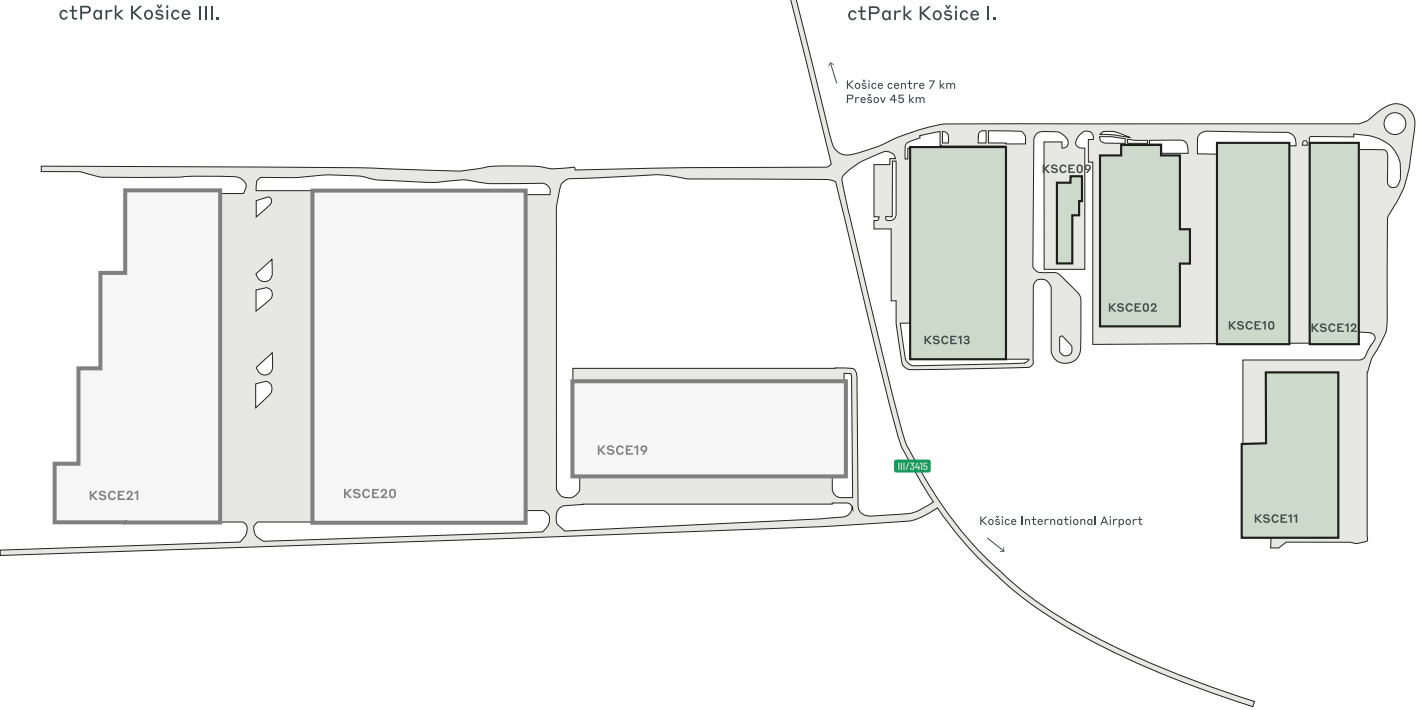 ctPark Košice III.
ctPark Košice I.
Košice centre 7 km
Prešov 45 km
KSCE09
KSCE02
KSCE10
KSCE12
KSCE13
KSCE19
III/3415
KSCE21
KSCE20
Košice International Airport
KSCE11